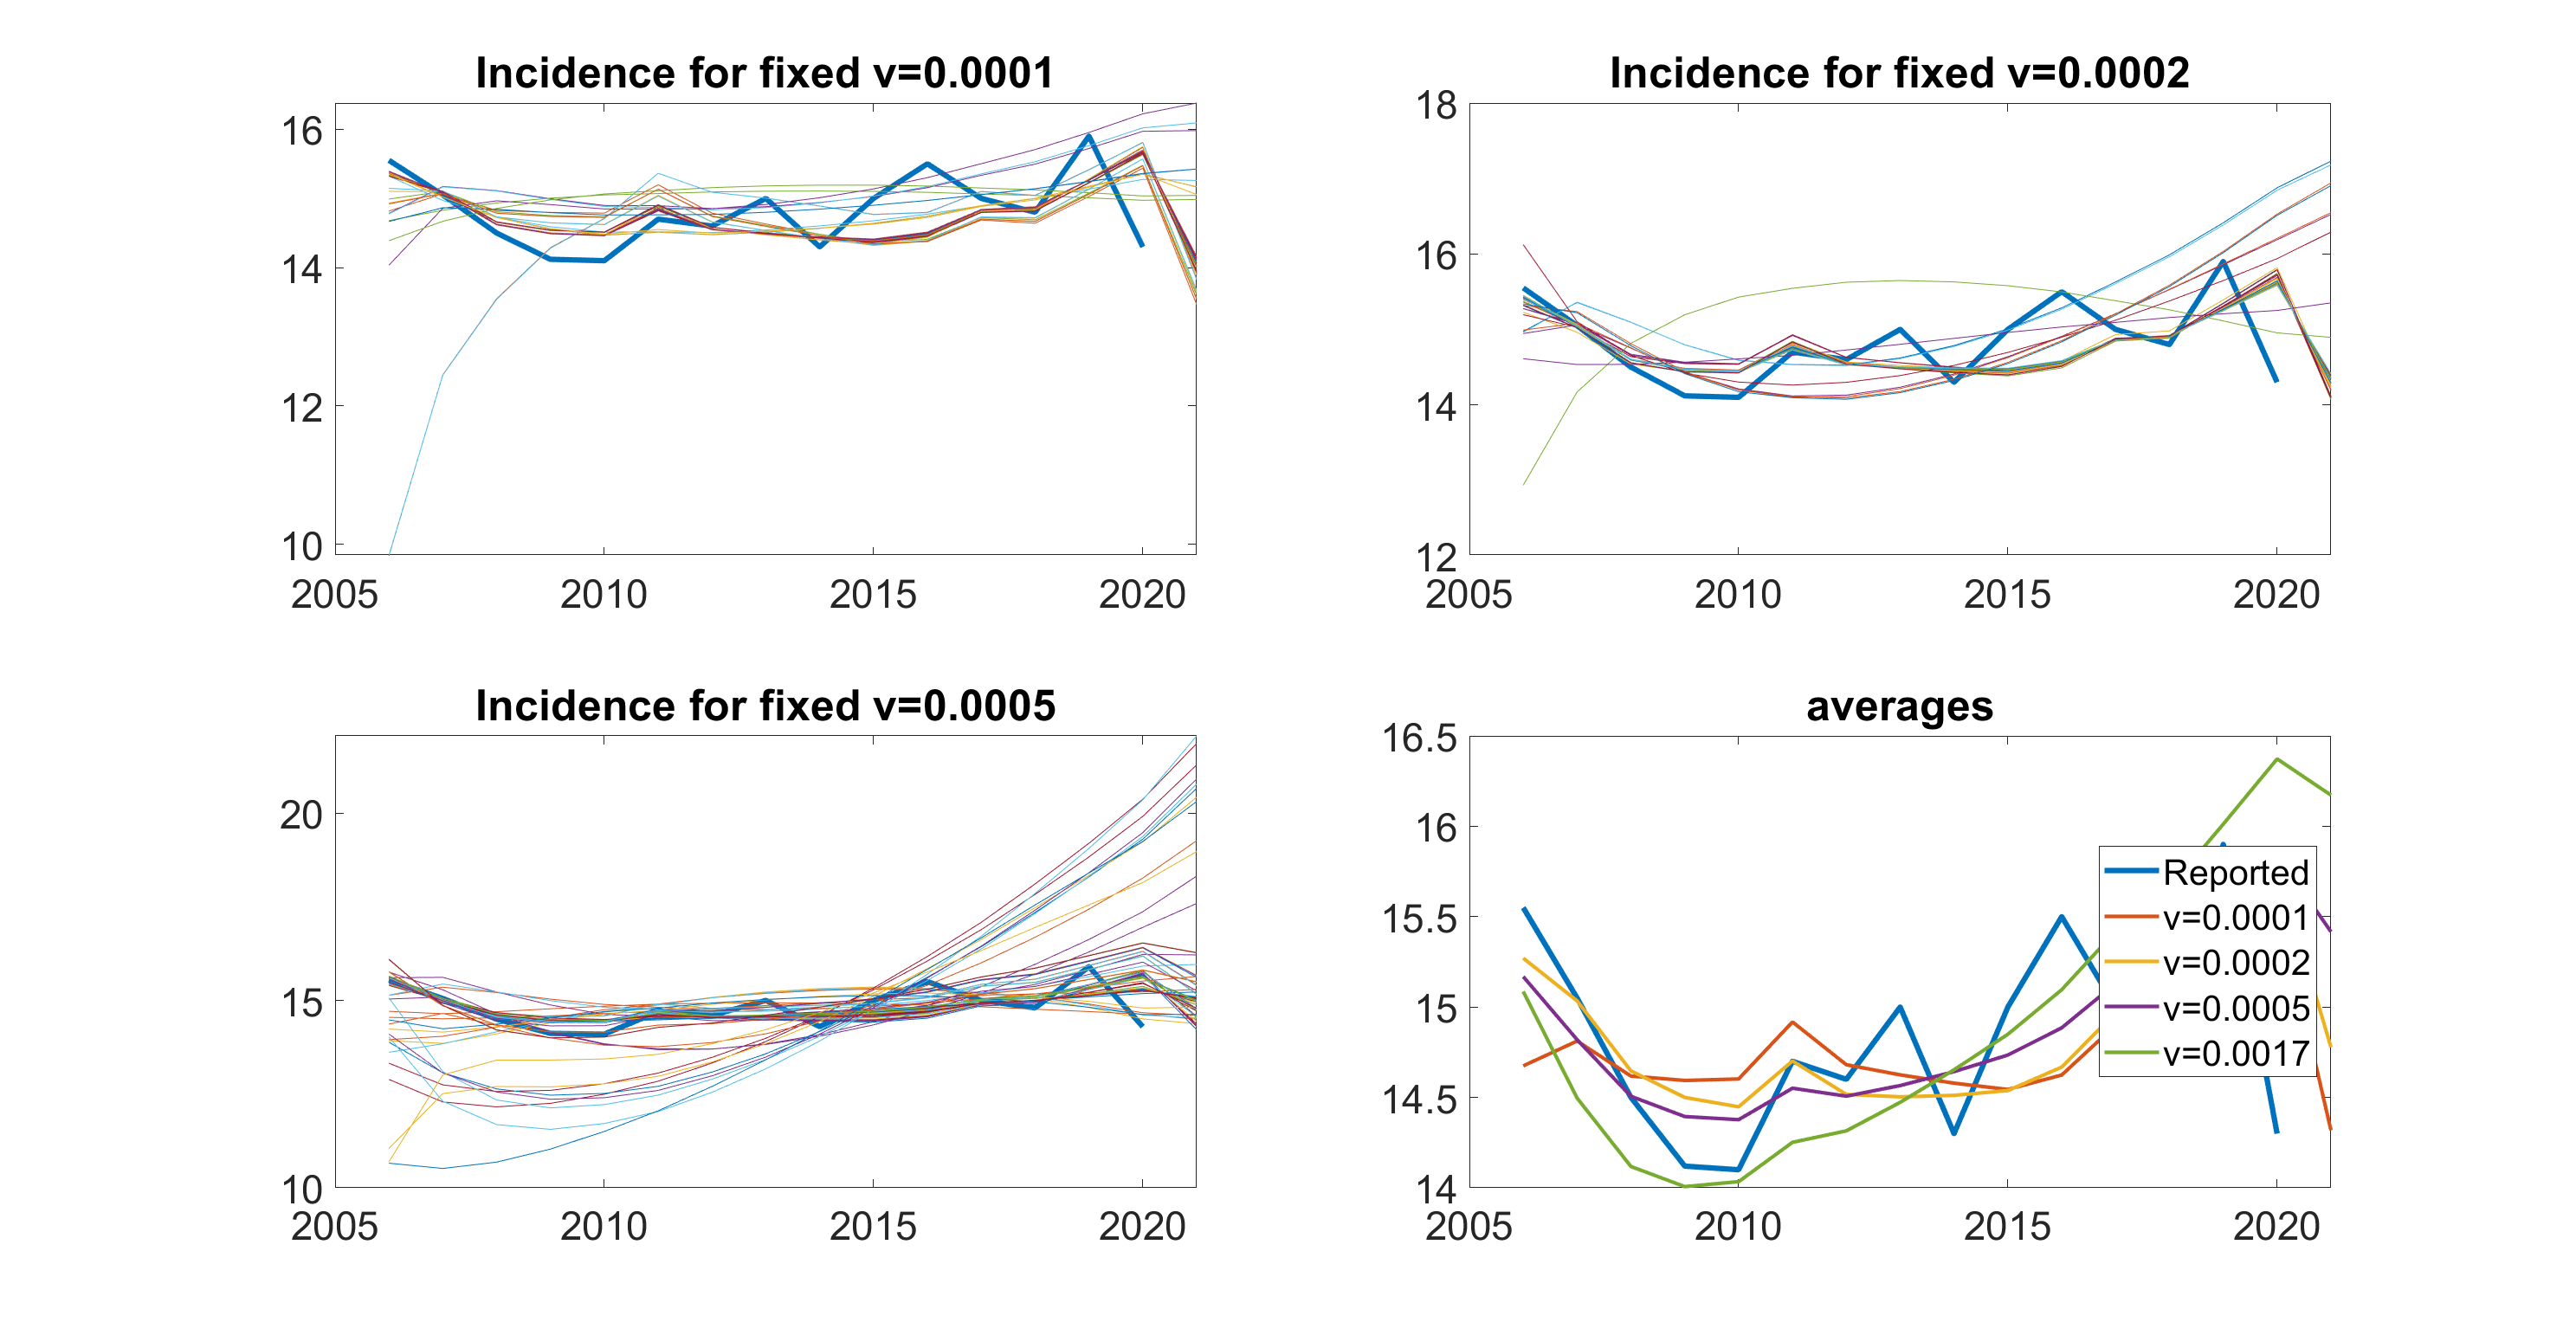 Incidence for fixed v=0.0001
16
14
12
10
2005 2010 2015 2020
Incidence for fixed v=0.0002
18
16
14
12
2005 2010 2015 2020
Incidence for fixed v=0.0005
20
15
10
2005 2010 2015 2020
averages
16.5
16
15.5
15
14.5
14
2005 2010 2015 2020
Reported
v=0.0001
v=0.0002
v=0.0005
v=0.0017